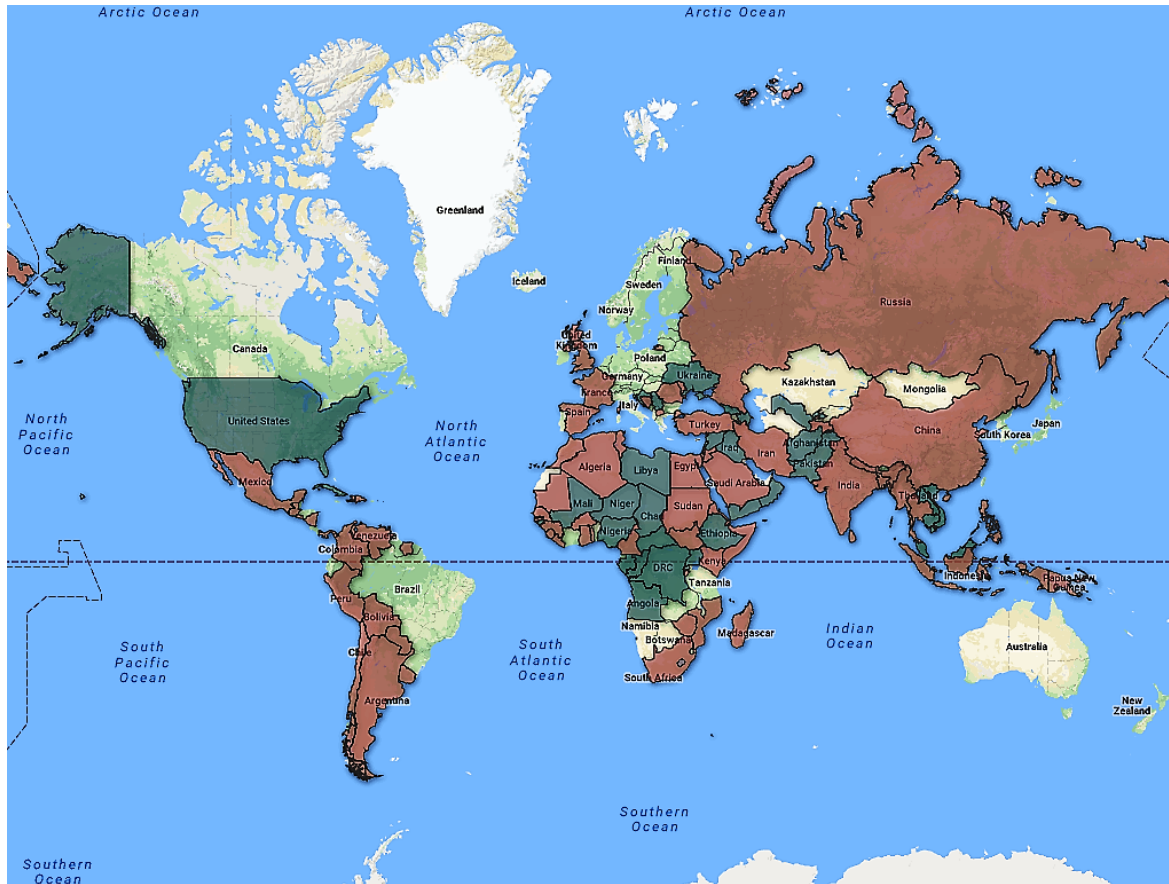 Arctic Ocean
Arctic Ocean
Greenland
Iceland
Finland
Sweden
Norway
Russia
United
Kingdom
Canada
Poland
Germany
Ukraine
Kazakhstan
Mongolia
France
Italy
Spain
Turkey
United States
North
Pacific
Ocean
North
Atlantic
Ocean
China
South Korea
Japan
Iraq
Iran
Afghanistan
Pakistan
Algeria
Libya
Egypt
Saudi Arabia
India
Mexico
Mali
Niger
Chad
Sudan
Thailand
Nigeria
Ethiopia
Venezuela
Colombia
DRC
Kenya
Indonesia
Papua New
Guinea
Brazil
Tanzania
Peru
Angola
Bolivia
Namibia
Botswana
Madagascar
Indian
Ocean
South
Pacific
Ocean
South
Atlantic
Ocean
Australia
Chile
South Africa
Argentina
New
Zealand
Southern
Ocean
Southern
Ocean